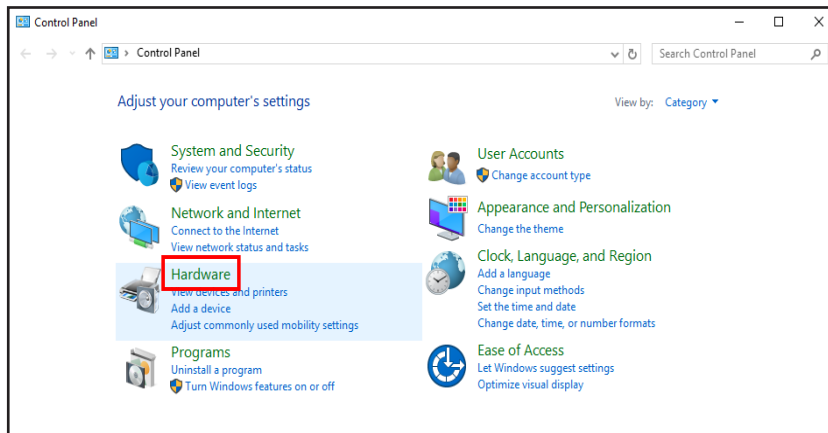 Control Panel
Control Panel
Search Control Panel
Adjust your computer's settings
View by: Category
System and Security
Review your computer's status
View event logs
Network and Internet
Connect to the Internet
View network status and tasks
Hardware
View devices and printers
Add a device
Adjust commonly used mobility settings
Programs
Uninstall a program
Turn Windows features on or off
User Accounts
Change account type
Appearance and Personalization
Change the theme
Clock, Language, and Region
Add a language
Change input methods
Set the time and date
Change date, time, or number formats
Ease of Access
Let Windows suggest settings
Optimize visual display